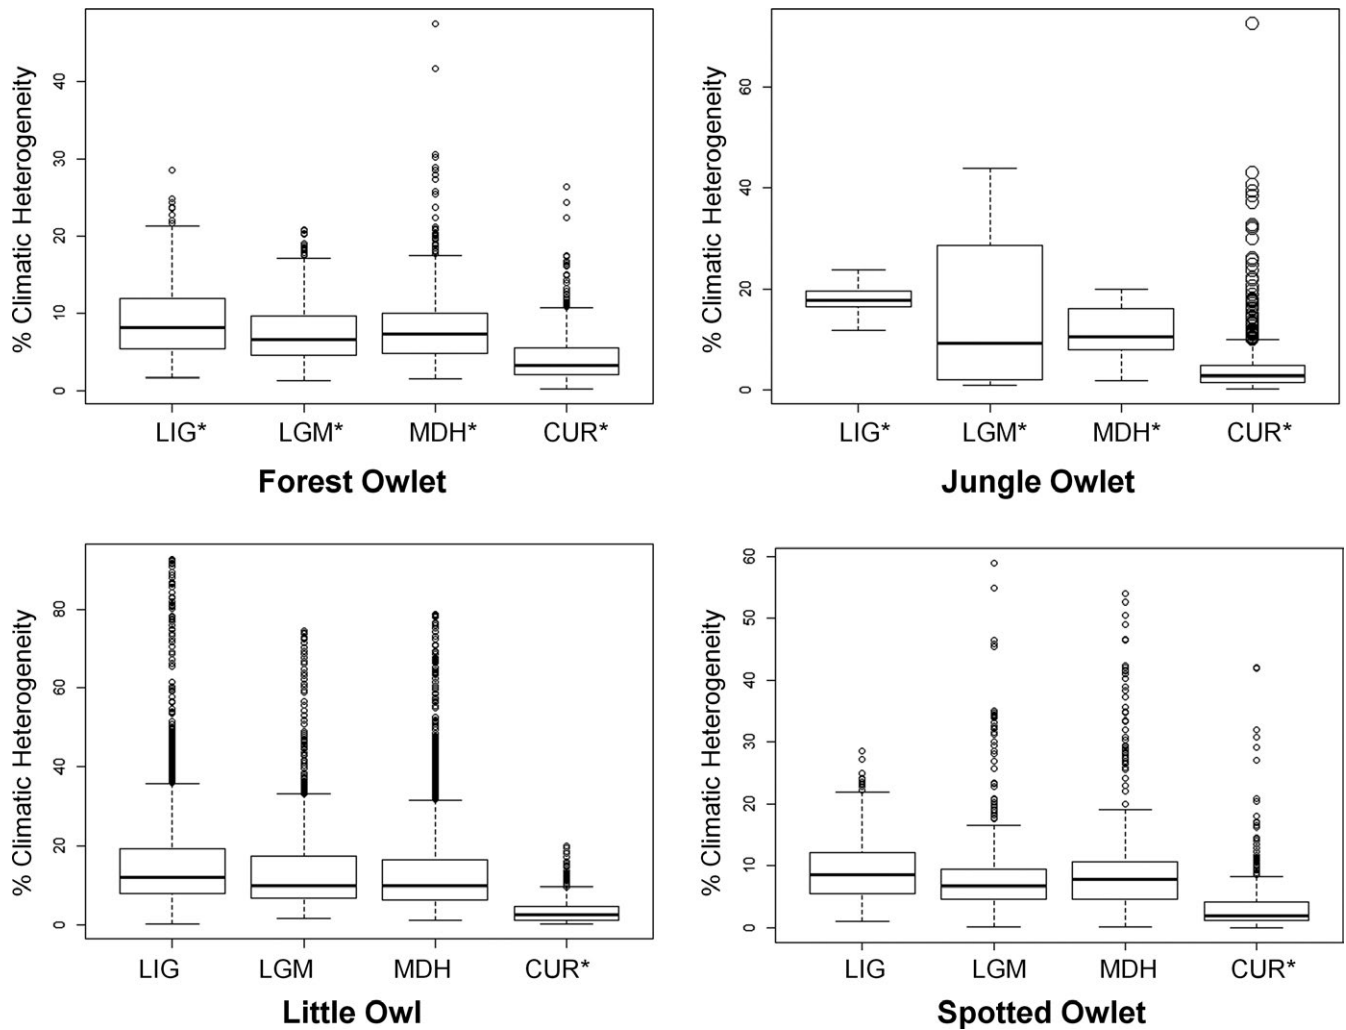 % Climatic Heterogeneity
40
30
20
10
0
LIG* LGM* MDH* CUR*
Forest Owlet
% Climatic Heterogeneity
60
40
20
0
LIG* LGM* MDH* CUR*
Jungle Owlet
% Climatic Heterogeneity
80
60
40
20
0
LIG LGM MDH CUR*
Little Owl
% Climatic Heterogeneity
60
50
40
30
20
10
0
LIG LGM MDH CUR*
Spotted Owlet